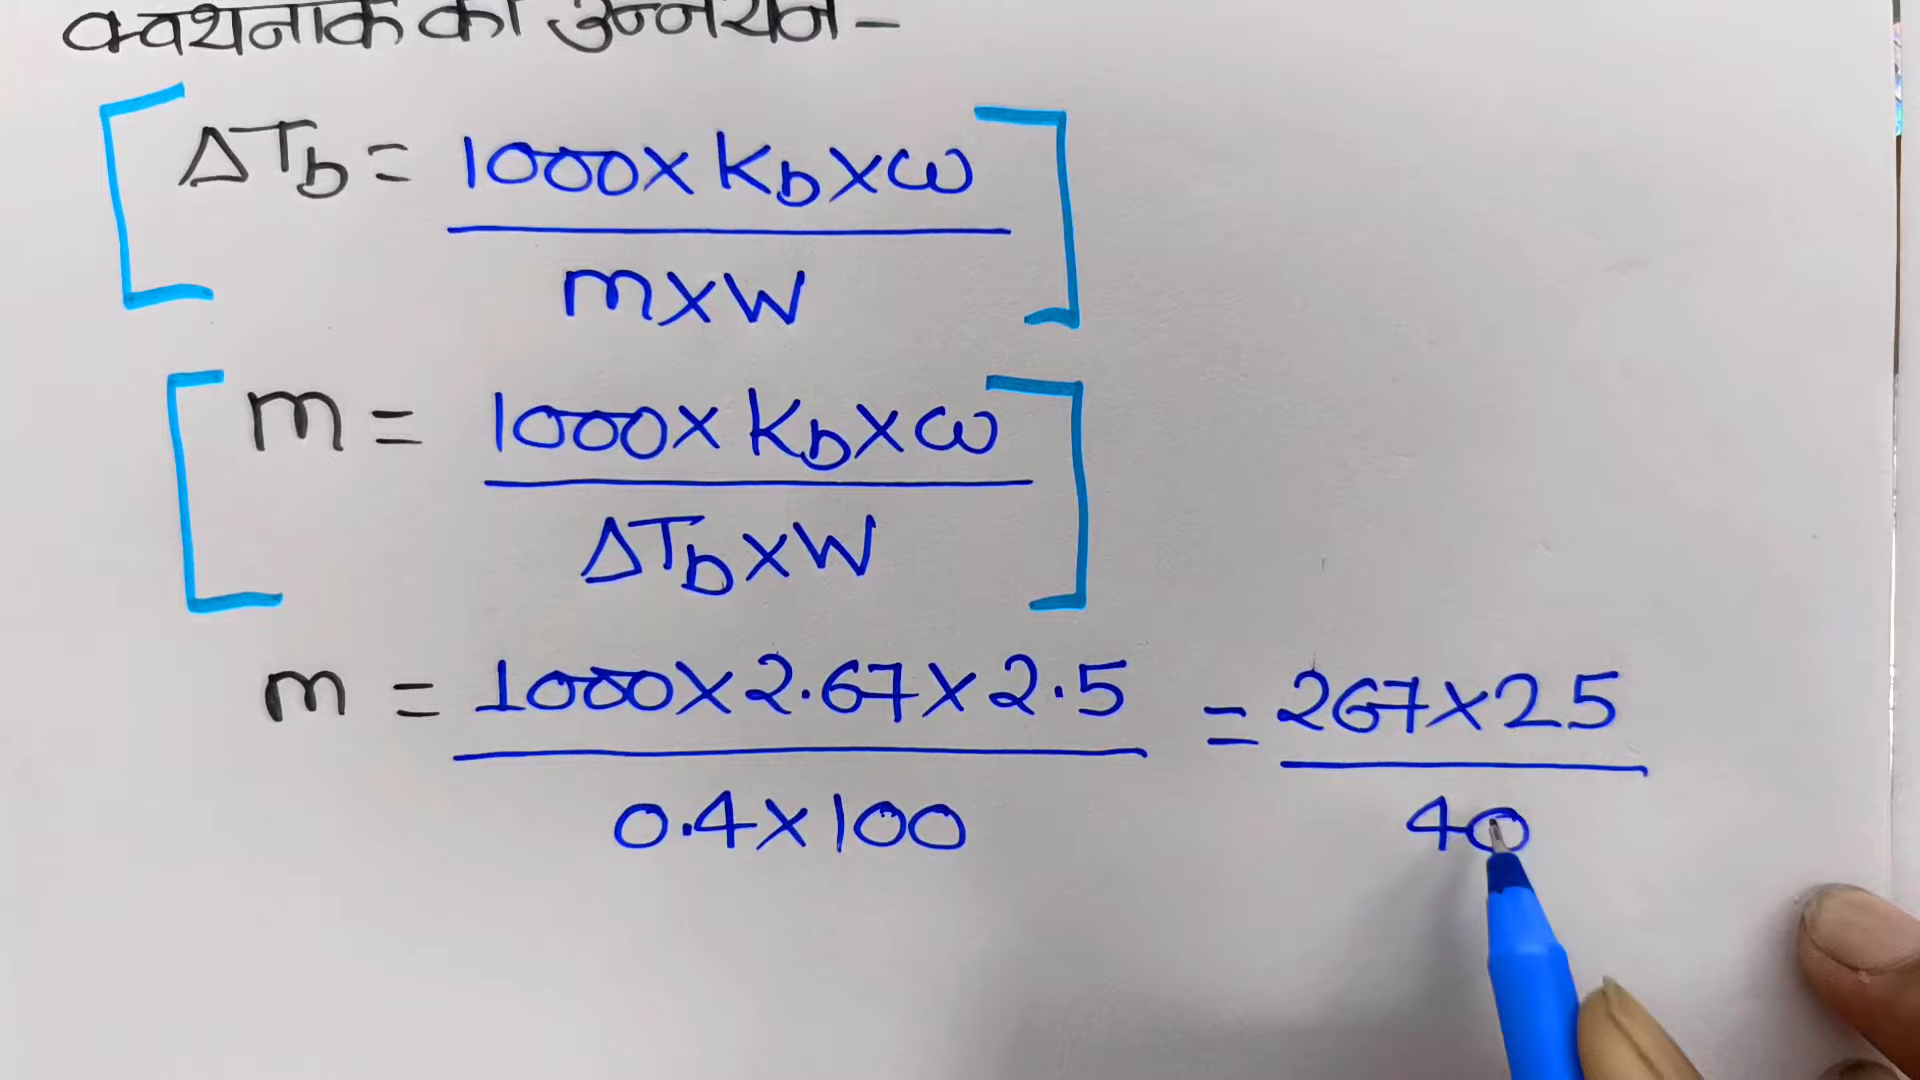 क्वथनांक का उन्नयन -
ΔTb = 1000 x Kb x ω / m x W
m = 1000 x Kb x ω / ΔTb x W
m = 1000 x 2.67 x 2.5 / 0.4 x 100 = 267 x 25 / 40